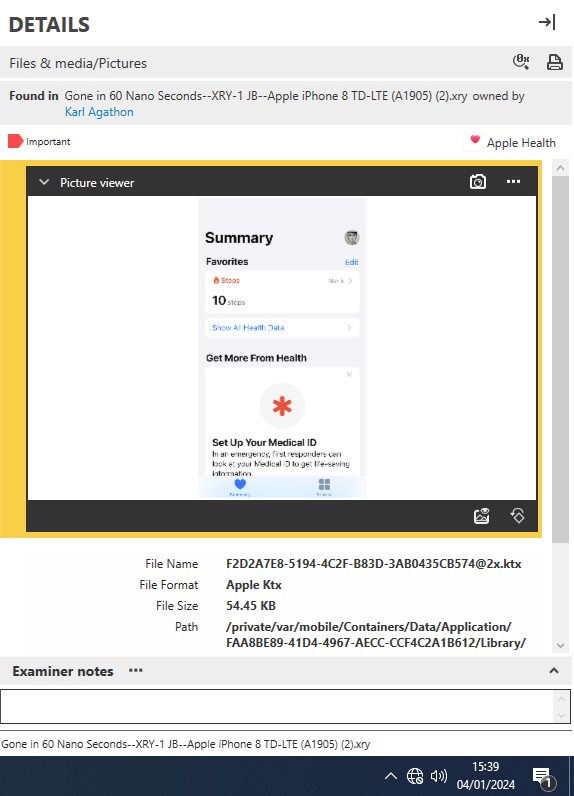 DETAILS
Files & media/Pictures
Found in Gone in 60 Nano Seconds--XRY-1 JB--Apple iPhone 8 TD-LTE (A1905) (2).xry owned by
Karl Agathon
Important
Apple Health
Picture viewer
Summary
Favorites Edit
Steps Mar 5
10 steps
Show All Health Data
Get More From Health
Set Up Your Medical ID
In an emergency, first responders can
look at your Medical ID to get life-saving
information.
Summary
File Name F2D2A7E8-5194-4C2F-B83D-3AB0435CB574@2x.ktx
File Format Apple Ktx
File Size 54.45 KB
Path /private/var/mobile/Containers/Data/Application/
FAA8BE89-41D4-4967-AECC-CCF4C2A1B612/Library/
Examiner notes
Gone in 60 Nano Seconds--XRY-1 JB--Apple iPhone 8 TD-LTE (A1905) (2).xry
15:39
04/01/2024
1